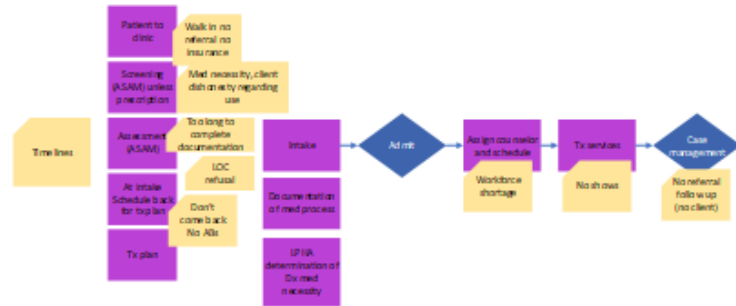 Patient to
clinic
Walk in no
referral no
insurance
Screening
(ASAM) unless
prescription
Med necessity, client
dishonesty regarding
use
Timelines
Assessment
(ASAM)
Too long to
complete
documentation
LOC
refusal
At intake
Schedule back
for tx plan
Don't
come back
No ABs
Tx plan
Intake
Documentation
of med process
LPHA
determination of
Dx med
necessity
Admit
Assign counselor
and schedule
Workforce
shortage
Tx services
No shows
Case
management
No referral
follow up
(no client)